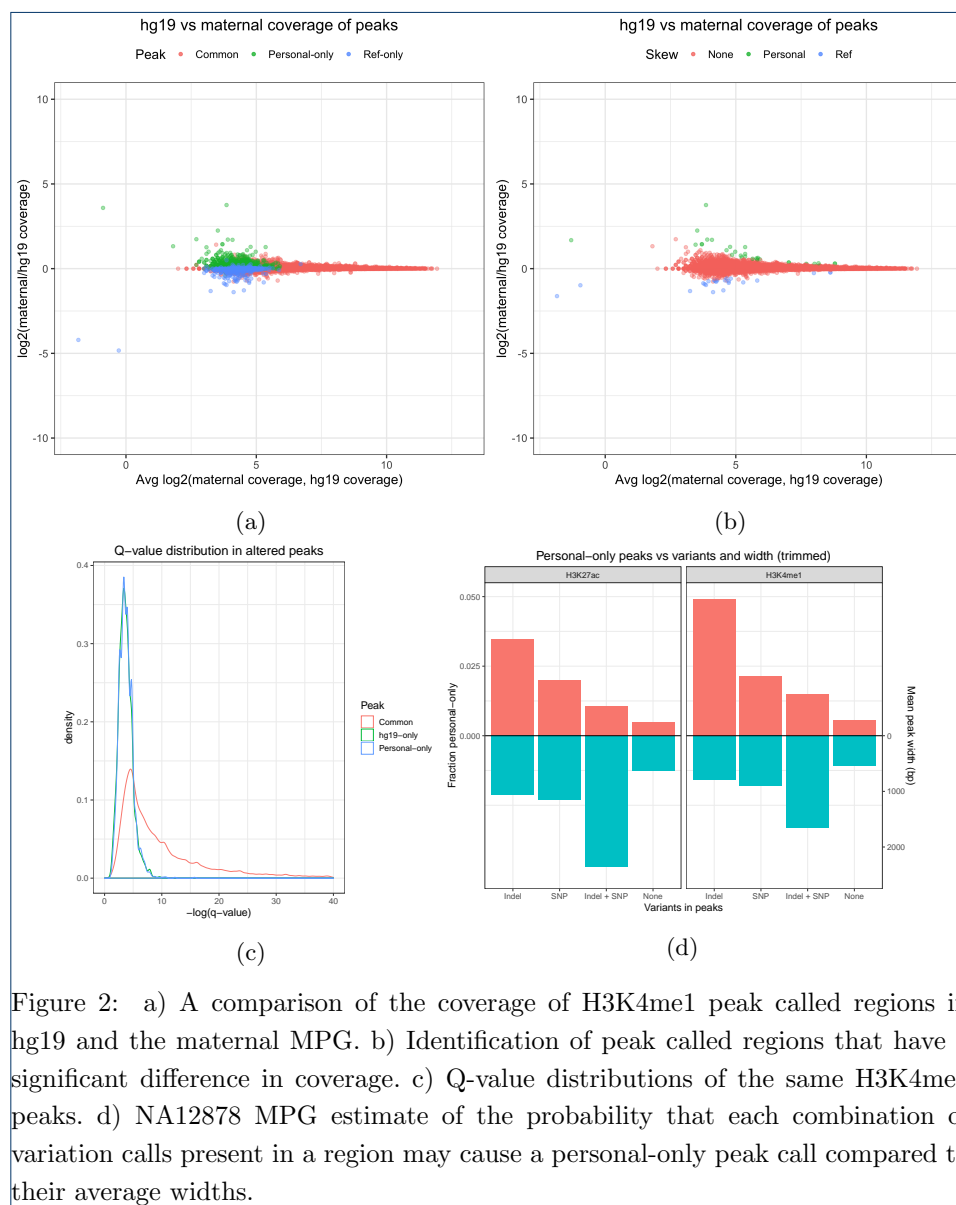 hg19 vs maternal coverage of peaks
Peak Common Personal-only Ref-only
10
5
0
-5
-10
log2(maternal/hg19 coverage)
0 5 10
Avg log2(maternal coverage, hg19 coverage)
(a)
hg19 vs maternal coverage of peaks
Skew None Personal Ref
10
5
0
-5
-10
log2(maternal/hg19 coverage)
0 5 10
Avg log2(maternal coverage, hg19 coverage)
(b)
Q−value distribution in altered peaks
0.4
0.3
0.2
0.1
0.0
density
0 10 20 30 40
−log(q−value)
Peak
Common
hg19−only
Personal−only
(c)
Personal−only peaks vs variants and width (trimmed)
H3K27ac H3K4me1
0.050
0.025
0.000
Fraction personal−only
0
1000
2000
Mean peak width (bp)
Indel SNP Indel + SNP None Indel SNP Indel + SNP None
Variants in peaks
(d)
Figure 2: a) A comparison of the coverage of H3K4me1 peak called regions
hg19 and the maternal MPG. b) Identification of peak called regions that have
significant difference in coverage. c) Q-value distributions of the same
peaks. d) NA12878 MPG estimate of the probability that each combination
variation calls present in a region may cause a personal-only peak call compared
their average widths.